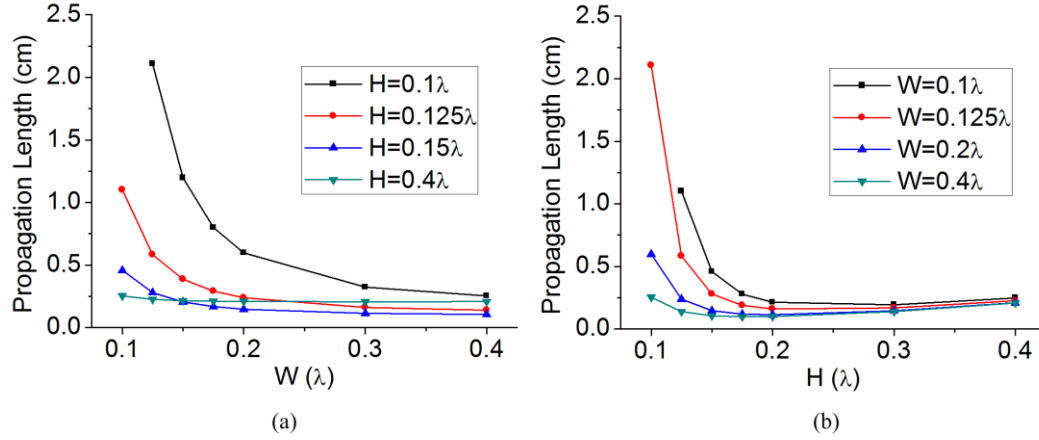 2.5
2.0
1.5
1.0
0.5
0.0
Propagation Length (cm)
H=0.1λ
H=0.125λ
H=0.15λ
H=0.4λ
0.1
0.2
0.3
0.4
W (λ)
(a)
2.5
2.0
1.5
1.0
0.5
0.0
Propagation Length (cm)
W=0.1λ
W=0.125λ
W=0.2λ
W=0.4λ
0.1
0.2
0.3
0.4
H (λ)
(b)